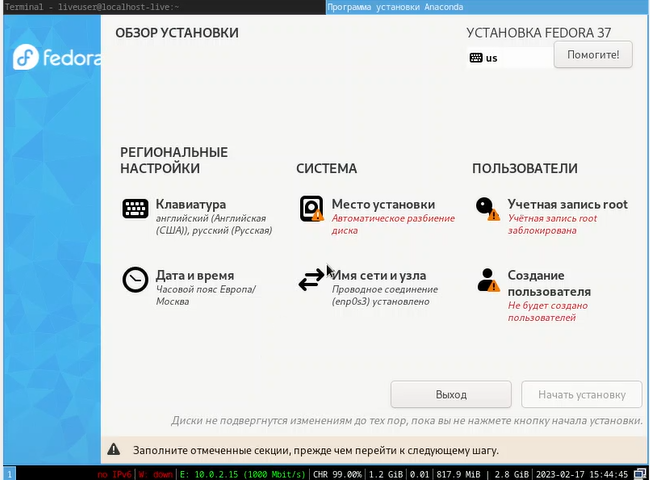 Terminal - liveuser@localhost-live:~
Программа установки Anaconda
fedora
ОБЗОР УСТАНОВКИ
УСТАНОВКА FEDORA 37
us
Помогите!
РЕГИОНАЛЬНЫЕ
НАСТРОЙКИ
Клавиатура
английский (Английская
(США)), русский (Русская)
Дата и время
Часовой пояс Европа/
Москва
СИСТЕМА
Место установки
Автоматическое разбиение
диска
Имя сети и узла
Проводное соединение
(enp0s3) установлено
ПОЛЬЗОВАТЕЛИ
Учетная запись root
Учётная запись root
заблокирована
Создание
пользователя
Не будет создано
пользователей
Выход
Начать установку
Диски не подвергнутся изменениям до тех пор, пока вы не нажмете кнопку начала установки.
Заполните отмеченные секции, прежде чем перейти к следующему шагу.
1
no IPv6 | W: down | E: 10.0.2.15 (1000 Mbit/s) | CHR 99.00% | 1.2 GiB | 0.01 | 817.9 MiB | 2.8 GiB | 2023-02-17 15:44:45